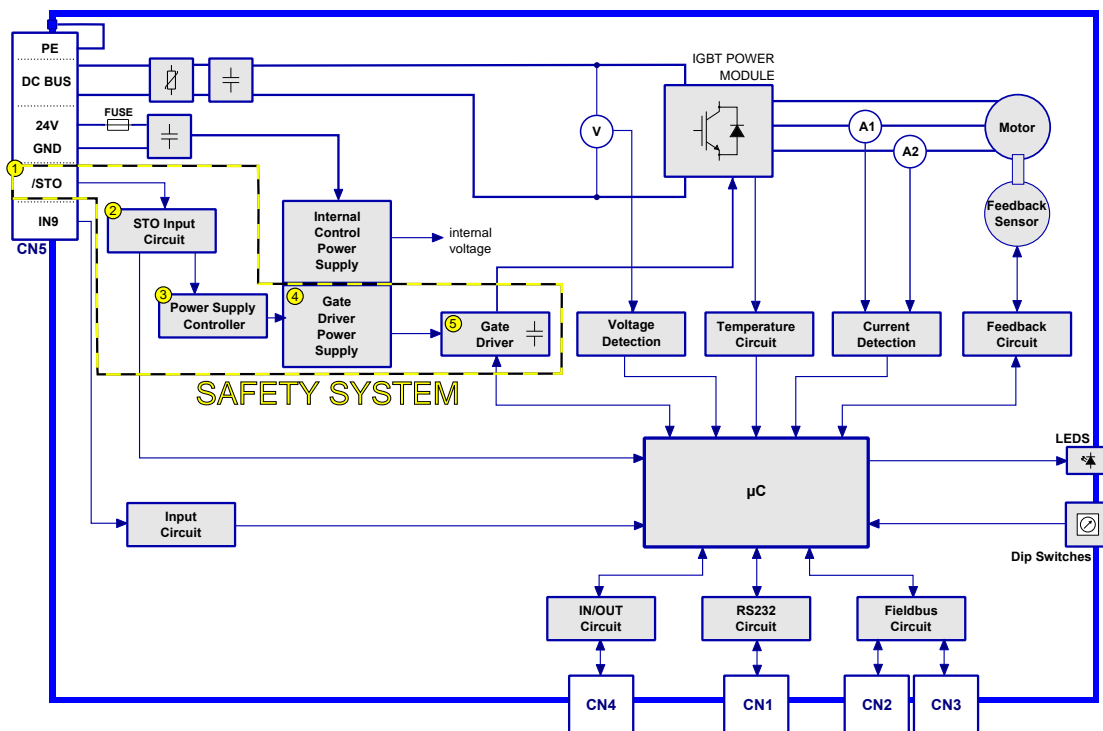 PE
DC BUS
24V
GND
/STO
IN9
CN5
FUSE
IGBT POWER
MODULE
V
A1
A2
Motor
Feedback
Sensor
1
2
STO Input
Circuit
3
Power Supply
Controller
Internal
Control
Power
Supply
internal
voltage
4
Gate
Driver
Power
Supply
5
Gate
Driver
Voltage
Detection
Temperature
Circuit
Current
Detection
Feedback
Circuit
SAFETY SYSTEM
µC
LEDS
Dip Switches
Input
Circuit
IN/OUT
Circuit
RS232
Circuit
Fieldbus
Circuit
CN4
CN1
CN2
CN3